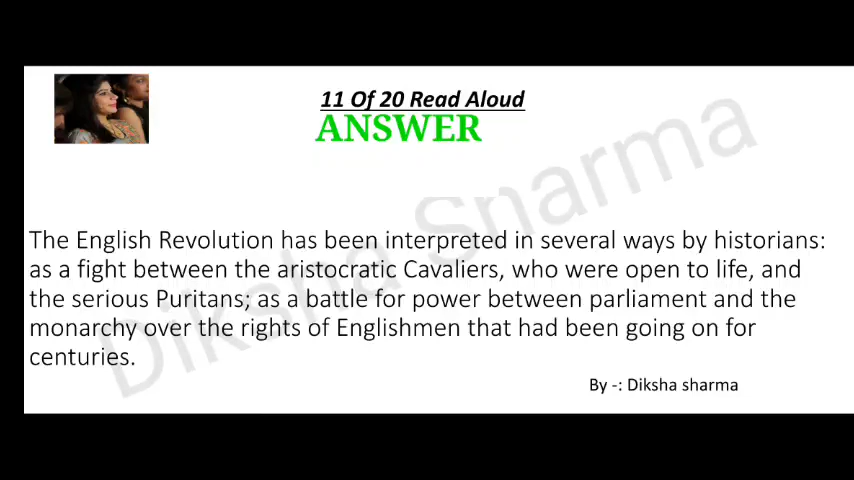 11 Of 20 Read Aloud
ANSWER
Diksha Sharma
The English Revolution has been interpreted in several ways by historians:
as a fight between the aristocratic Cavaliers, who were open to life, and
the serious Puritans; as a battle for power between parliament and the
monarchy over the rights of Englishmen that had been going on for
centuries.
By -: Diksha sharma